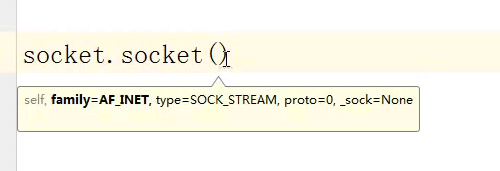 socket.socket()
self, family=AF_INET, type=SOCK_STREAM, proto=0, _sock=None